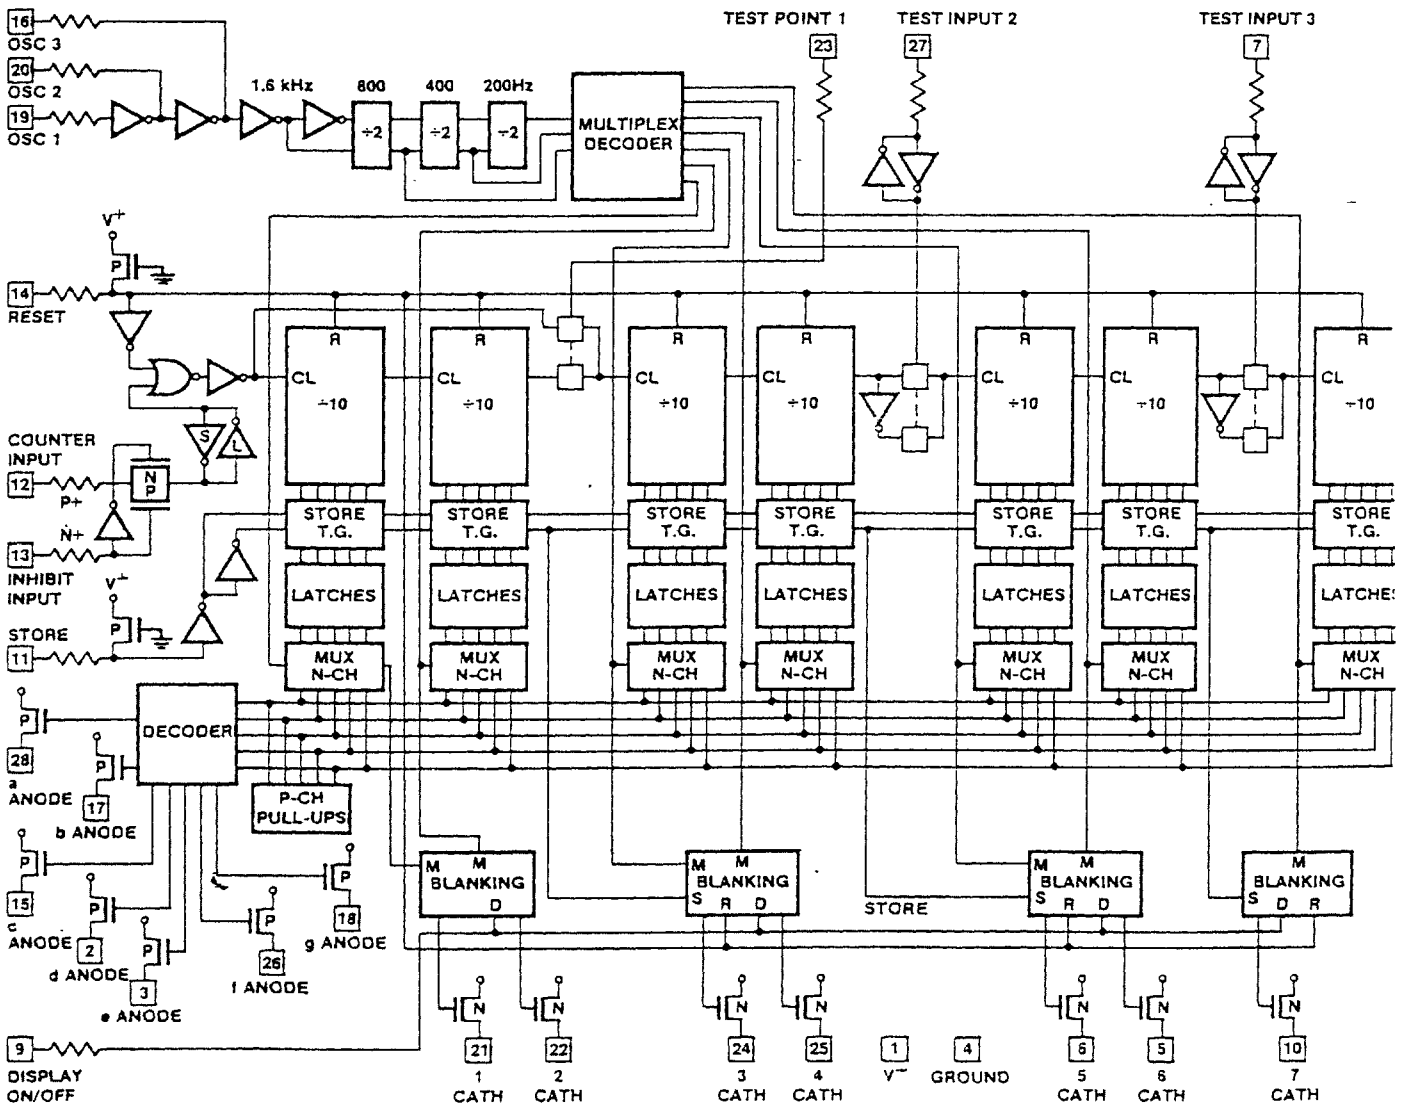 TEST POINT 1 TEST INPUT 2 TEST INPUT 3
16
OSC 3
23 27 7
20
OSC 2
1.6 kHz 800 400 200Hz
19
OSC 1
÷2 ÷2 ÷2
MULTIPLEX
DECODER
V+
P
14
RESET
R R R R R R R
CL CL CL CL CL
÷10 ÷10 ÷10 ÷10 ÷10 ÷10 ÷10
S L
COUNTER
INPUT
12
P+
N
P
N+
13
INHIBIT
INPUT
STORE STORE STORE STORE STORE STORE STORE
T.G. T.G. T.G. T.G. T.G. T.G. T.G.
V+
P
LATCHES LATCHES LATCHES LATCHES LATCHES LATCHES LATCHES
STORE
11
MUX MUX MUX MUX MUX MUX MUX
N-CH N-CH N-CH N-CH N-CH N-CH N-CH
P
28
a
ANODE
DECODER
P
17
b ANODE
P-CH
PULL-UPS
P
15
c
ANODE
P
2
d ANODE
P
3
e ANODE
P
26
f ANODE
P
18
g ANODE
M M
BLANKING
D
M M
BLANKING
S R D
STORE
M M
BLANKING
S R D
M
BLANKING
S D R
N N N N N N N
9
DISPLAY
ON/OFF
21
1
CATH
22
2
CATH
24
3
CATH
25
4
CATH
1
V−
4
GROUND
6
5
CATH
5
6
CATH
10
7
CATH